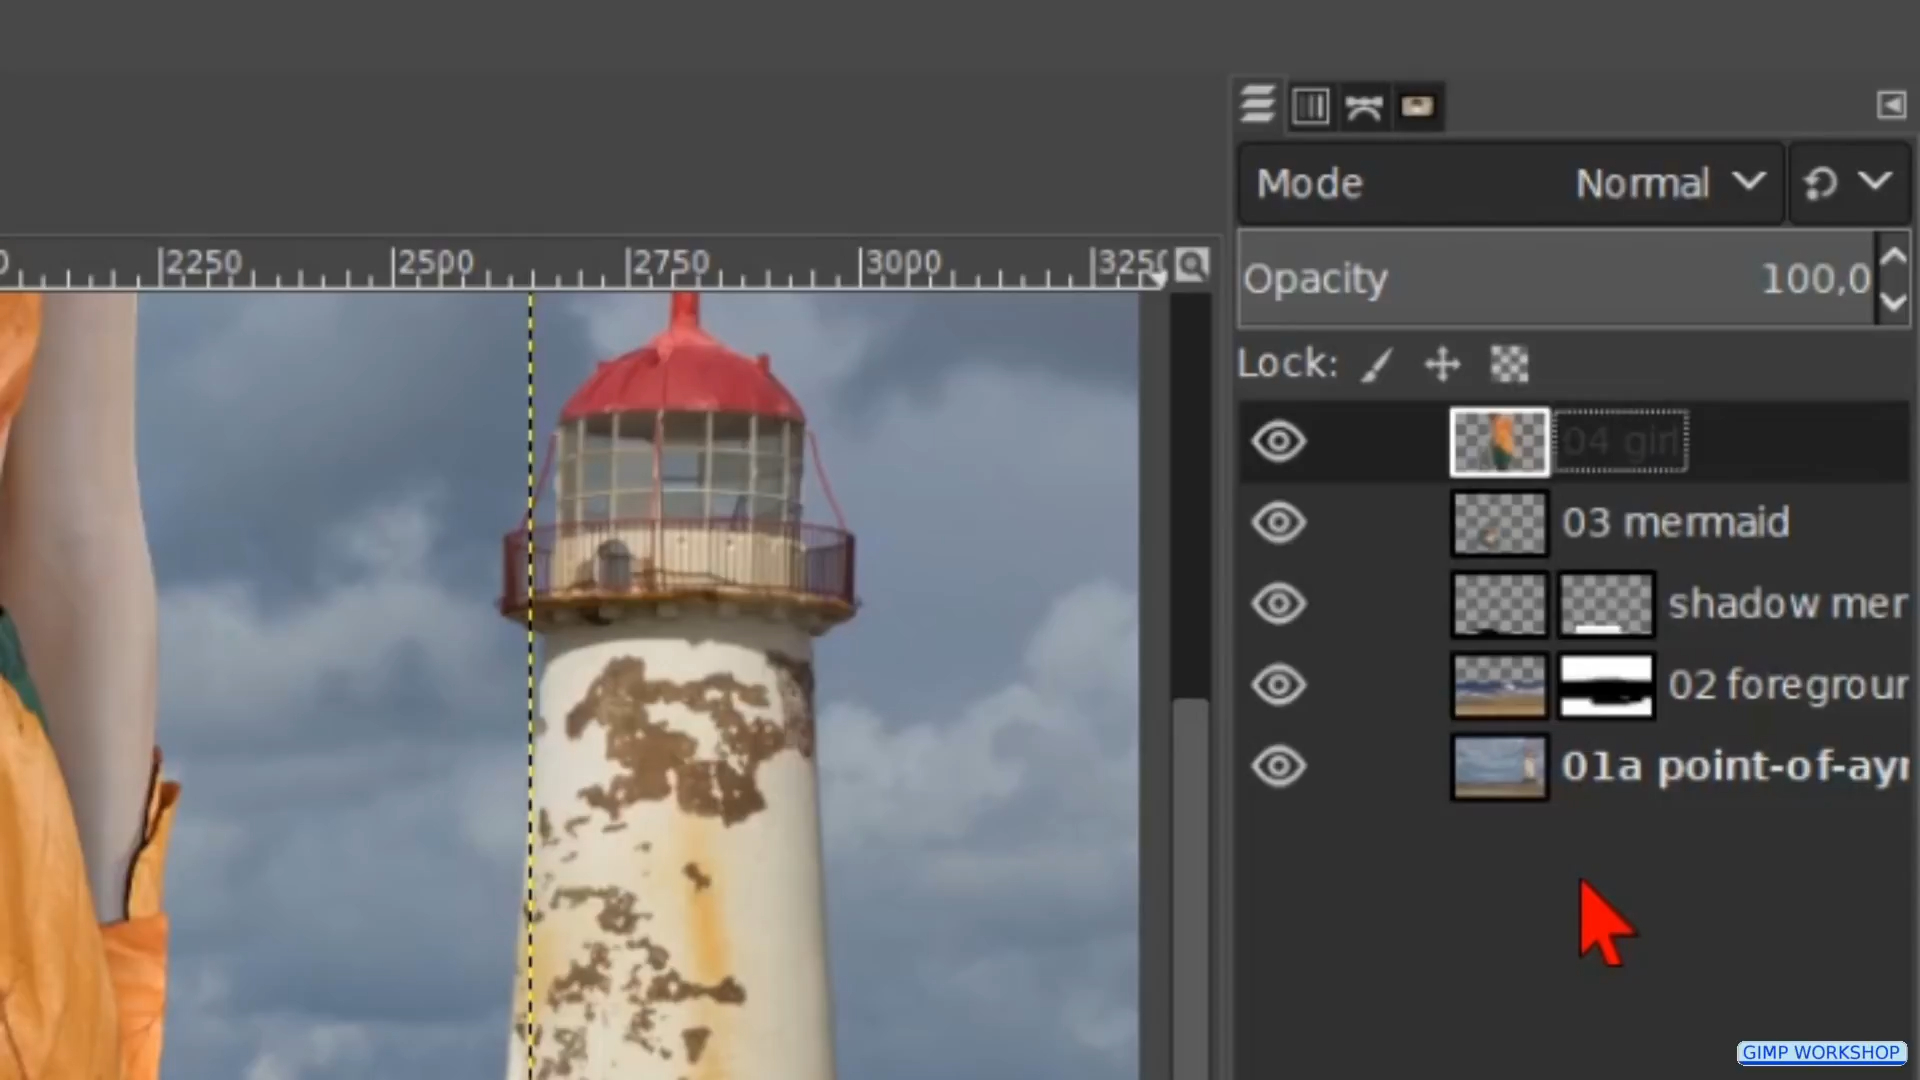 Mode Normal
2250 2500 2750 3000 325
Opacity 100,0
Lock:
04 girl
03 mermaid
shadow mer
02 foregrour
01a point-of-ayr
GIMP WORKSHOP